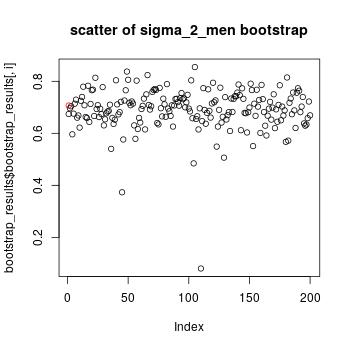 scatter of sigma_2_men bootstrap
bootstrap_results$bootstrap_results[, i]
0.8
0.6
0.4
0.2
0 50 100 150 200
Index